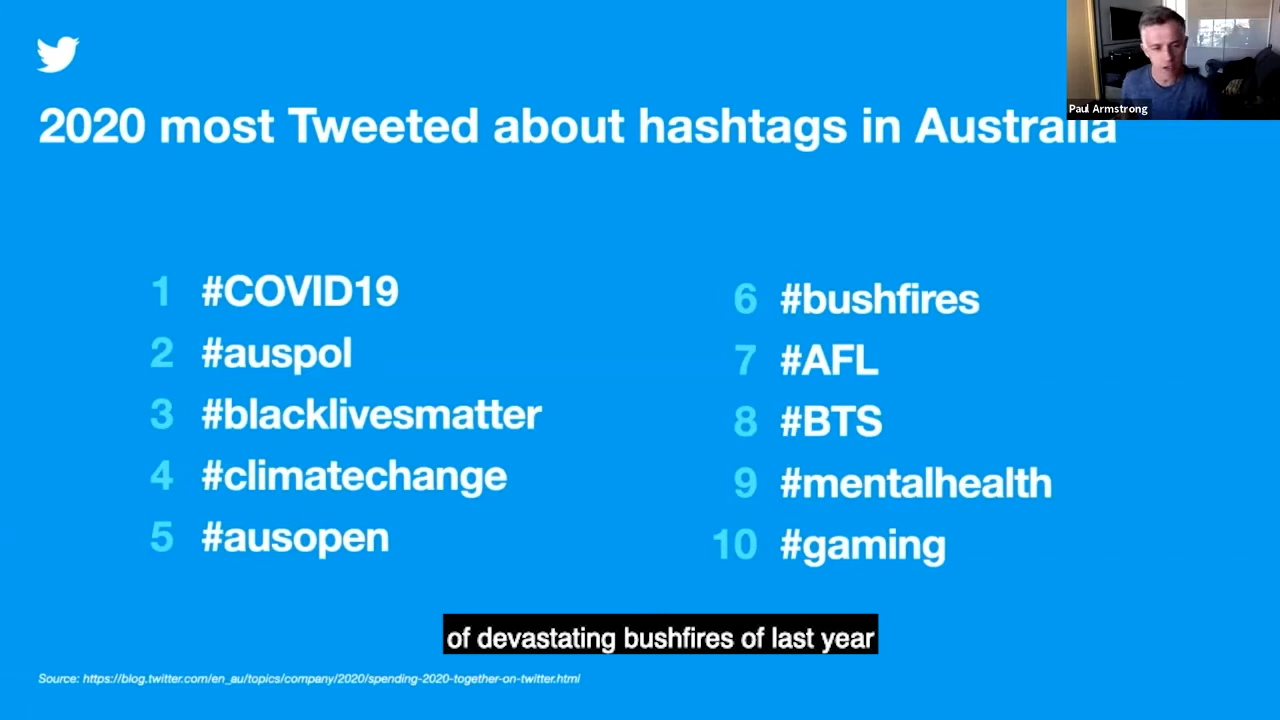 Paul Armstrong
2020 most Tweeted about hashtags in Australia
1 #COVID19
2 #auspol
3 #blacklivesmatter
4 #climatechange
5 #ausopen
6 #bushfires
7 #AFL
8 #BTS
9 #mentalhealth
10 #gaming
of devastating bushfires of last year
Source: https://blog.twitter.com/en_au/topics/company/2020/spending-2020-together-on-twitter.html